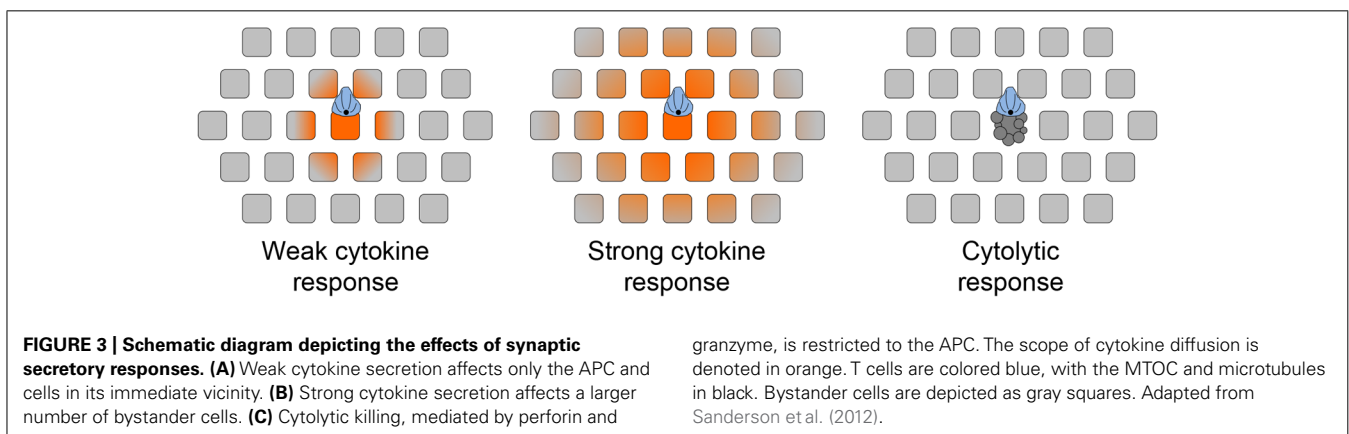 Weak cytokine
response
Strong cytokine
response
Cytolytic
response
FIGURE 3 | Schematic diagram depicting the effects of synaptic
secretory responses. (A) Weak cytokine secretion affects only the APC and
cells in its immediate vicinity. (B) Strong cytokine secretion affects a larger
number of bystander cells. (C) Cytolytic killing, mediated by perforin and
granzyme, is restricted to the APC. The scope of cytokine diffusion is
denoted in orange. T cells are colored blue, with the MTOC and microtubules
in black. Bystander cells are depicted as gray squares. Adapted from
Sanderson et al. (2012).